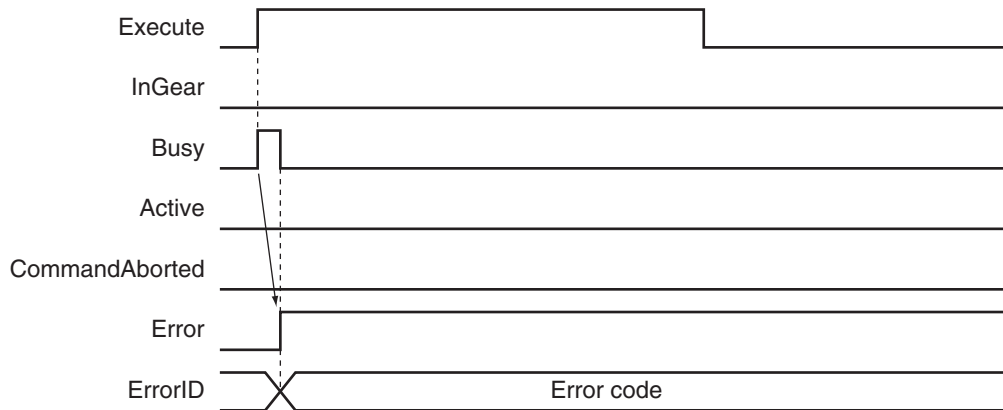 Execute
InGear
Busy
Active
CommandAborted
Error
ErrorID
Error code